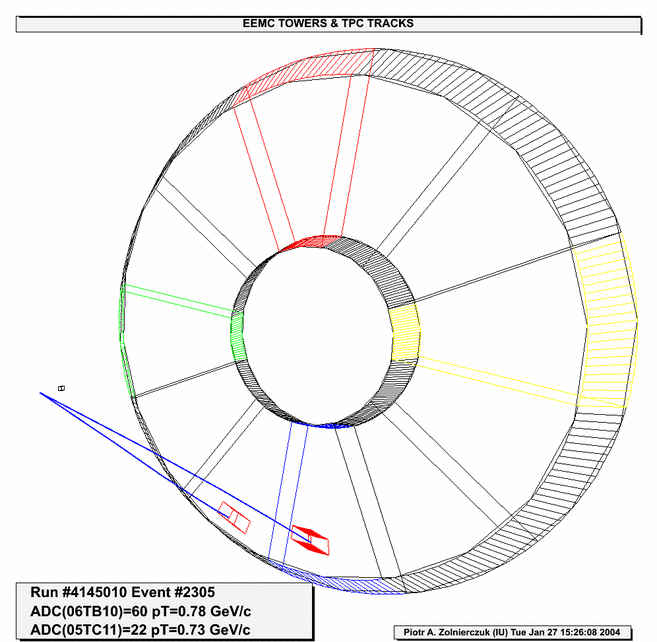 EEMC TOWERS & TPC TRACKS
Run #4145010 Event #2305
ADC(06TB10)=60 pT=0.78 GeV/c
ADC(05TC11)=22 pT=0.73 GeV/c
Piotr A. Zolnierczuk (IU) Tue Jan 27 15:26:08 2004